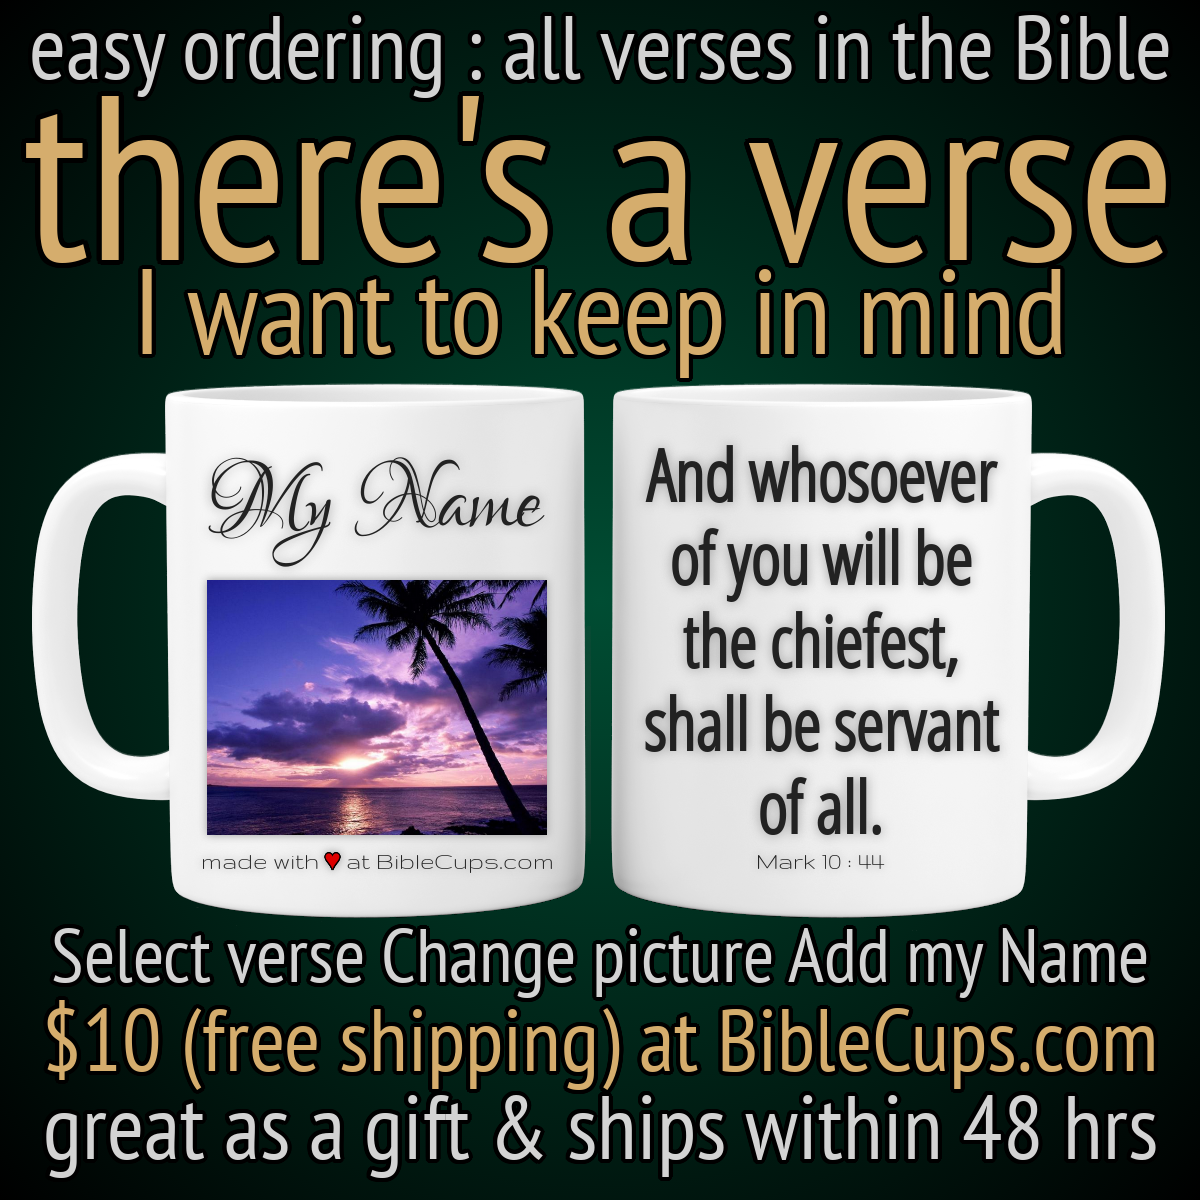 easy ordering : all verses in the Bible
there's a verse
I want to keep in mind
My Name
made with ❤ at BibleCups.com
And whosoever
of you will be
the chiefest,
shall be servant
of all.
Mark 10 : 44
Select verse Change picture Add my Name
$10 (free shipping) at BibleCups.com
great as a gift & ships within 48 hrs